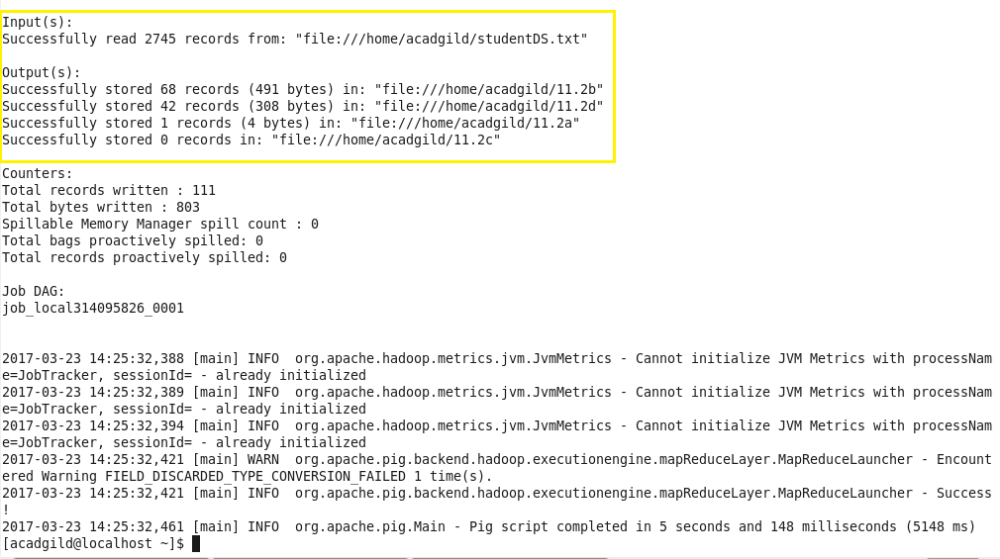 Input(s):
Successfully read 2745 records from: "file:///home/acadgild/studentDS.txt"
Output(s):
Successfully stored 68 records (491 bytes) in: "file:///home/acadgild/11.2b"
Successfully stored 42 records (308 bytes) in: "file:///home/acadgild/11.2d"
Successfully stored 1 records (4 bytes) in: "file:///home/acadgild/11.2a"
Successfully stored 0 records in: "file:///home/acadgild/11.2c"
Counters:
Total records written : 111
Total bytes written : 803
Spillable Memory Manager spill count : 0
Total bags proactively spilled: 0
Total records proactively spilled: 0
Job DAG:
job_local314095826_0001
2017-03-23 14:25:32,388 [main] INFO  org.apache.hadoop.metrics.jvm.JvmMetrics - Cannot initialize JVM Metrics with processNam
e=JobTracker, sessionId= - already initialized
2017-03-23 14:25:32,389 [main] INFO  org.apache.hadoop.metrics.jvm.JvmMetrics - Cannot initialize JVM Metrics with processNam
e=JobTracker, sessionId= - already initialized
2017-03-23 14:25:32,394 [main] INFO  org.apache.hadoop.metrics.jvm.JvmMetrics - Cannot initialize JVM Metrics with processNam
e=JobTracker, sessionId= - already initialized
2017-03-23 14:25:32,421 [main] WARN  org.apache.pig.backend.hadoop.executionengine.mapReduceLayer.MapReduceLauncher - Encount
ered Warning FIELD_DISCARDED_TYPE_CONVERSION_FAILED 1 time(s).
2017-03-23 14:25:32,421 [main] INFO  org.apache.pig.backend.hadoop.executionengine.mapReduceLayer.MapReduceLauncher - Success
!
2017-03-23 14:25:32,461 [main] INFO  org.apache.pig.Main - Pig script completed in 5 seconds and 148 milliseconds (5148 ms)
[acadgild@localhost ~]$